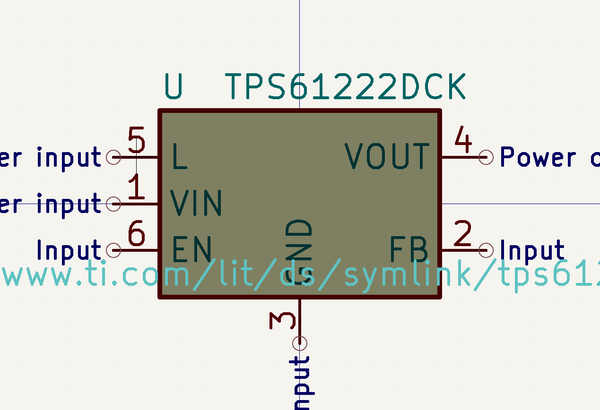 U TPS61222DCK
er input 5 L VOUT 4 Power o
er input 1 VIN
Input 6 EN GND FB 2 Input
www.ti.com/lit/ds/symlink/tps612
3
nput